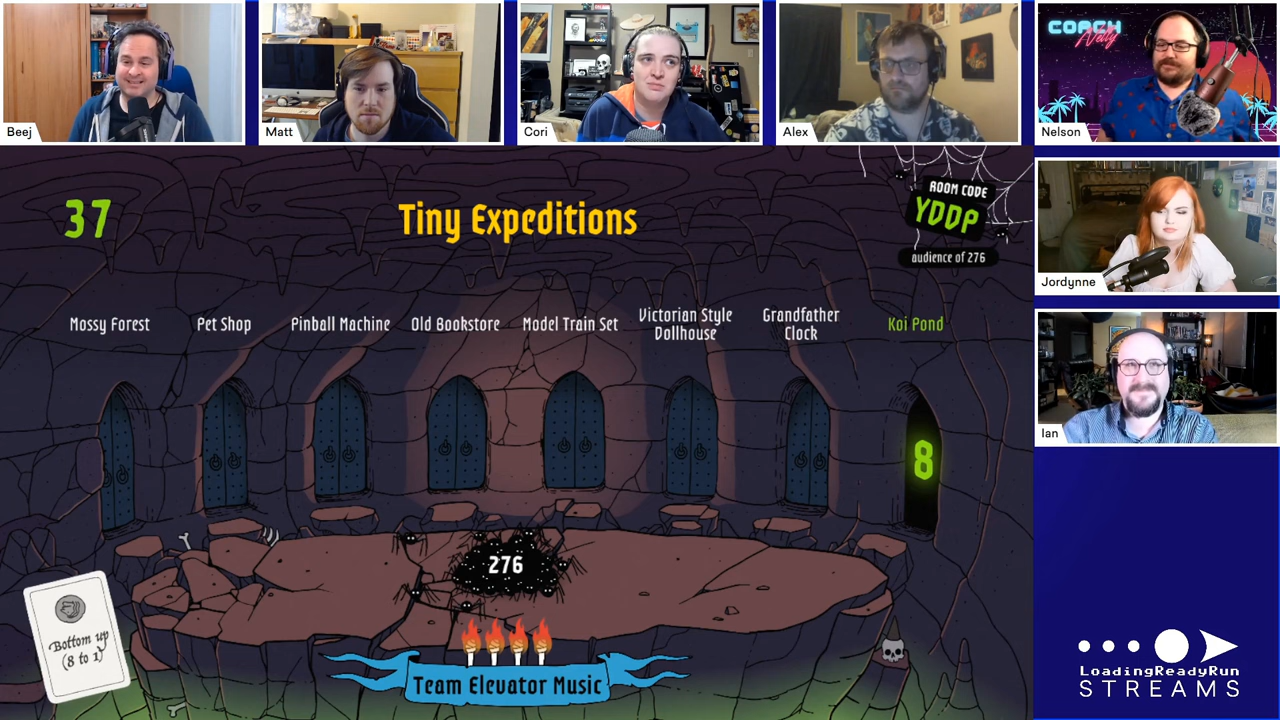 COACH
Nelly
Beej
Matt
Cori
Alex
Nelson
37
Tiny Expeditions
ROOM CODE
YDDP
audience of 276
Jordynne
Mossy Forest
Pet Shop
Pinball Machine
Old Bookstore
Model Train Set
Victorian Style
Dollhouse
Grandfather
Clock
Koi Pond
Ian
8
276
Bottom up
(8 to 1)
Team Elevator Music
LoadingReadyRun
STREAMS